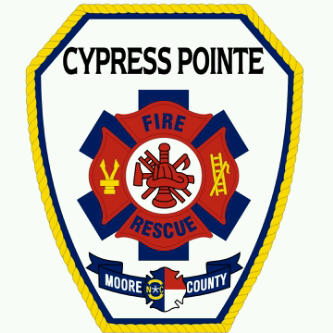 CYPRESS POINTE
FIRE
RESCUE
MOORE COUNTY
N C